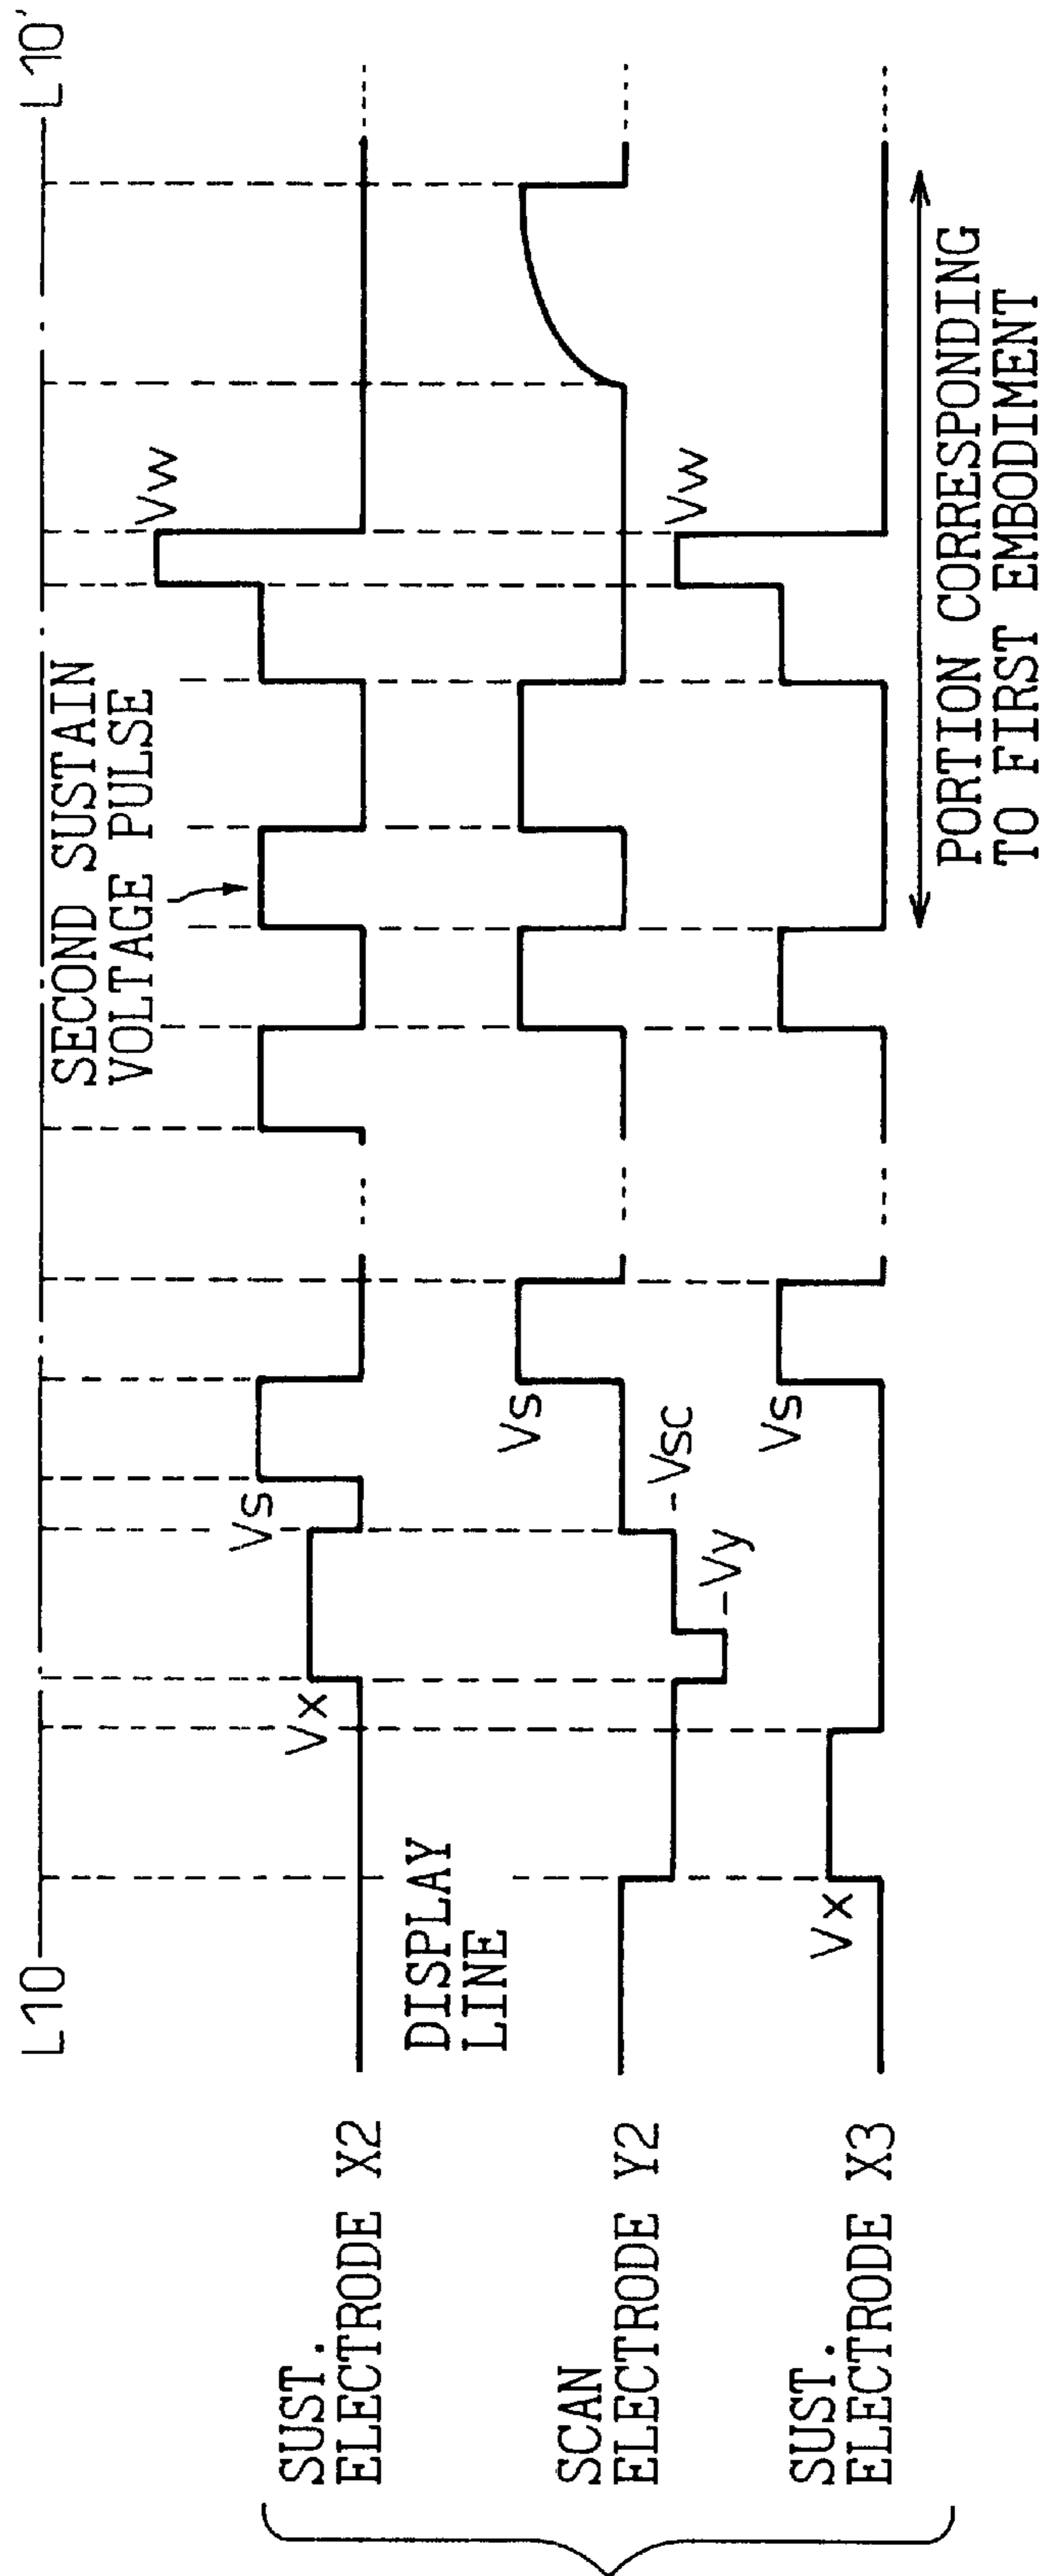 L10
L10'
SECOND SUSTAIN
VOLTAGE PULSE
Vw
Vs
Vx
SUST.
ELECTRODE X2
DISPLAY
LINE
Vs
-Vsc
-Vy
SCAN
ELECTRODE Y2
Vw
Vs
Vx
SUST.
ELECTRODE X3
PORTION CORRESPONDING
TO FIRST EMBODIMENT